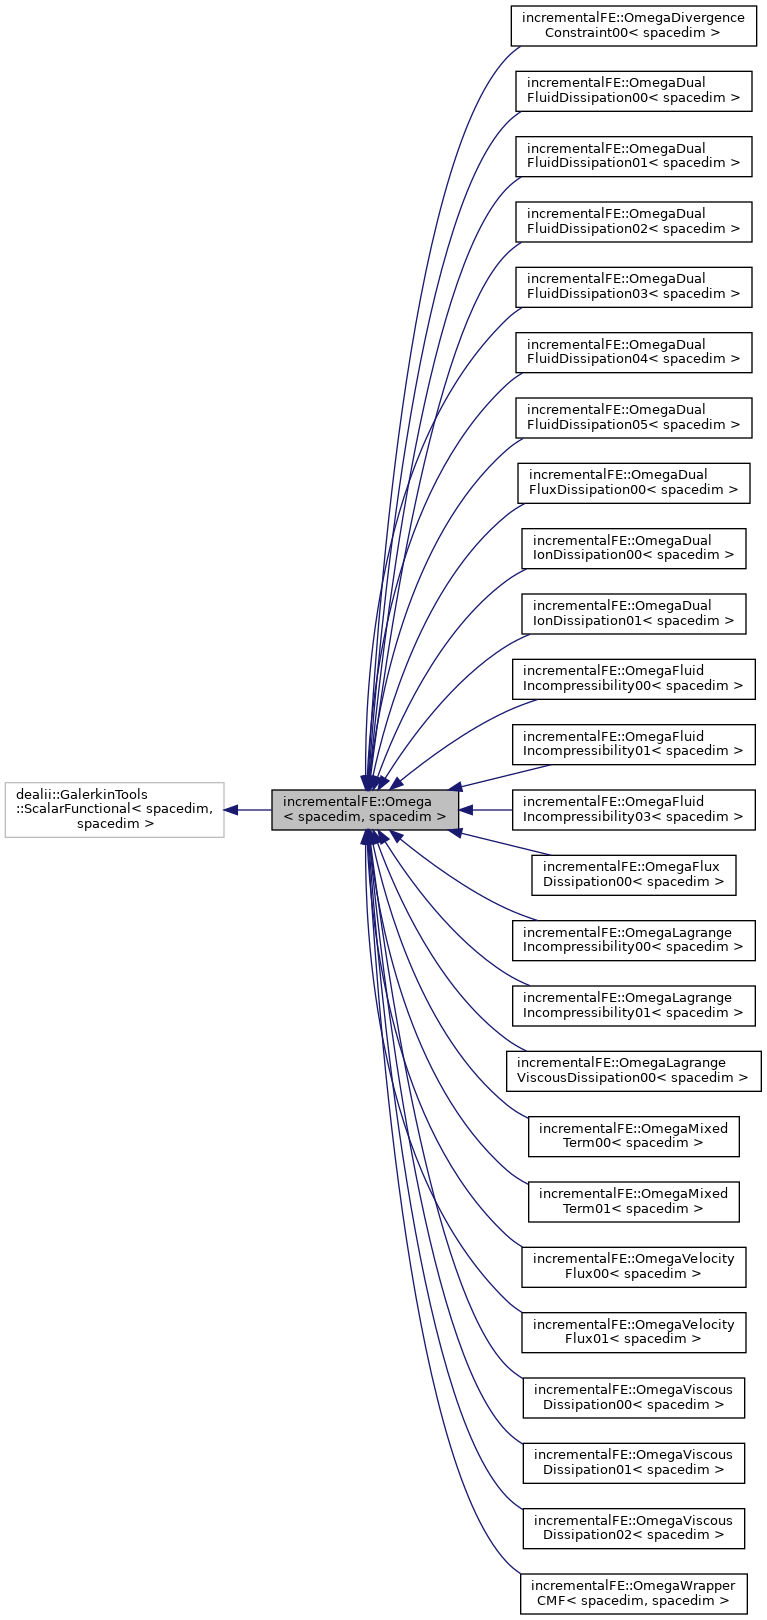 incrementalFE::OmegaDivergence
Constraint00< spacedim >
incrementalFE::OmegaDual
FluidDissipation00< spacedim >
incrementalFE::OmegaDual
FluidDissipation01< spacedim >
incrementalFE::OmegaDual
FluidDissipation02< spacedim >
incrementalFE::OmegaDual
FluidDissipation03< spacedim >
incrementalFE::OmegaDual
FluidDissipation04< spacedim >
incrementalFE::OmegaDual
FluidDissipation05< spacedim >
incrementalFE::OmegaDual
FluxDissipation00< spacedim >
incrementalFE::OmegaDual
IonDissipation00< spacedim >
incrementalFE::OmegaDual
IonDissipation01< spacedim >
incrementalFE::OmegaFluid
Incompressibility00< spacedim >
incrementalFE::OmegaFluid
Incompressibility01< spacedim >
dealii::GalerkinTools
::ScalarFunctional< spacedim,
spacedim >
incrementalFE::Omega
< spacedim, spacedim >
incrementalFE::OmegaFluid
Incompressibility03< spacedim >
incrementalFE::OmegaFlux
Dissipation00< spacedim >
incrementalFE::OmegaLagrange
Incompressibility00< spacedim >
incrementalFE::OmegaLagrange
Incompressibility01< spacedim >
incrementalFE::OmegaLagrange
ViscousDissipation00< spacedim >
incrementalFE::OmegaMixed
Term00< spacedim >
incrementalFE::OmegaMixed
Term01< spacedim >
incrementalFE::OmegaVelocity
Flux00< spacedim >
incrementalFE::OmegaVelocity
Flux01< spacedim >
incrementalFE::OmegaViscous
Dissipation00< spacedim >
incrementalFE::OmegaViscous
Dissipation01< spacedim >
incrementalFE::OmegaViscous
Dissipation02< spacedim >
incrementalFE::OmegaWrapper
CMF< spacedim, spacedim >